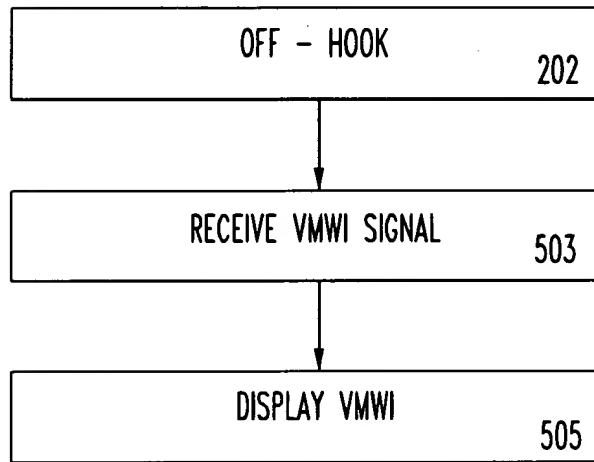 OFF - HOOK
202
RECEIVE VMWI SIGNAL
503
DISPLAY VMWI
505